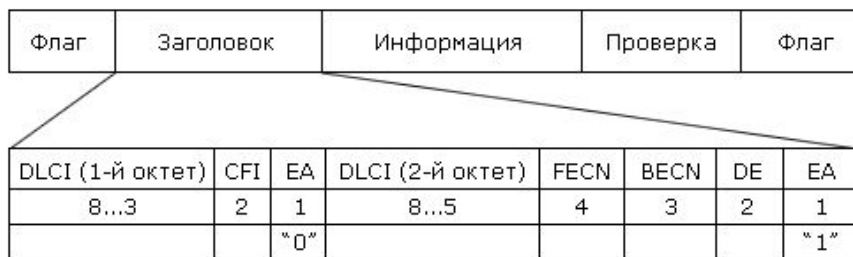 Флаг Заголовок Информация Проверка Флаг
DLCI (1-й октет) CFI EA DLCI (2-й октет) FECN BECN DE EA
8...3 2 1 8...5 4 3 2 1
"0" "1"